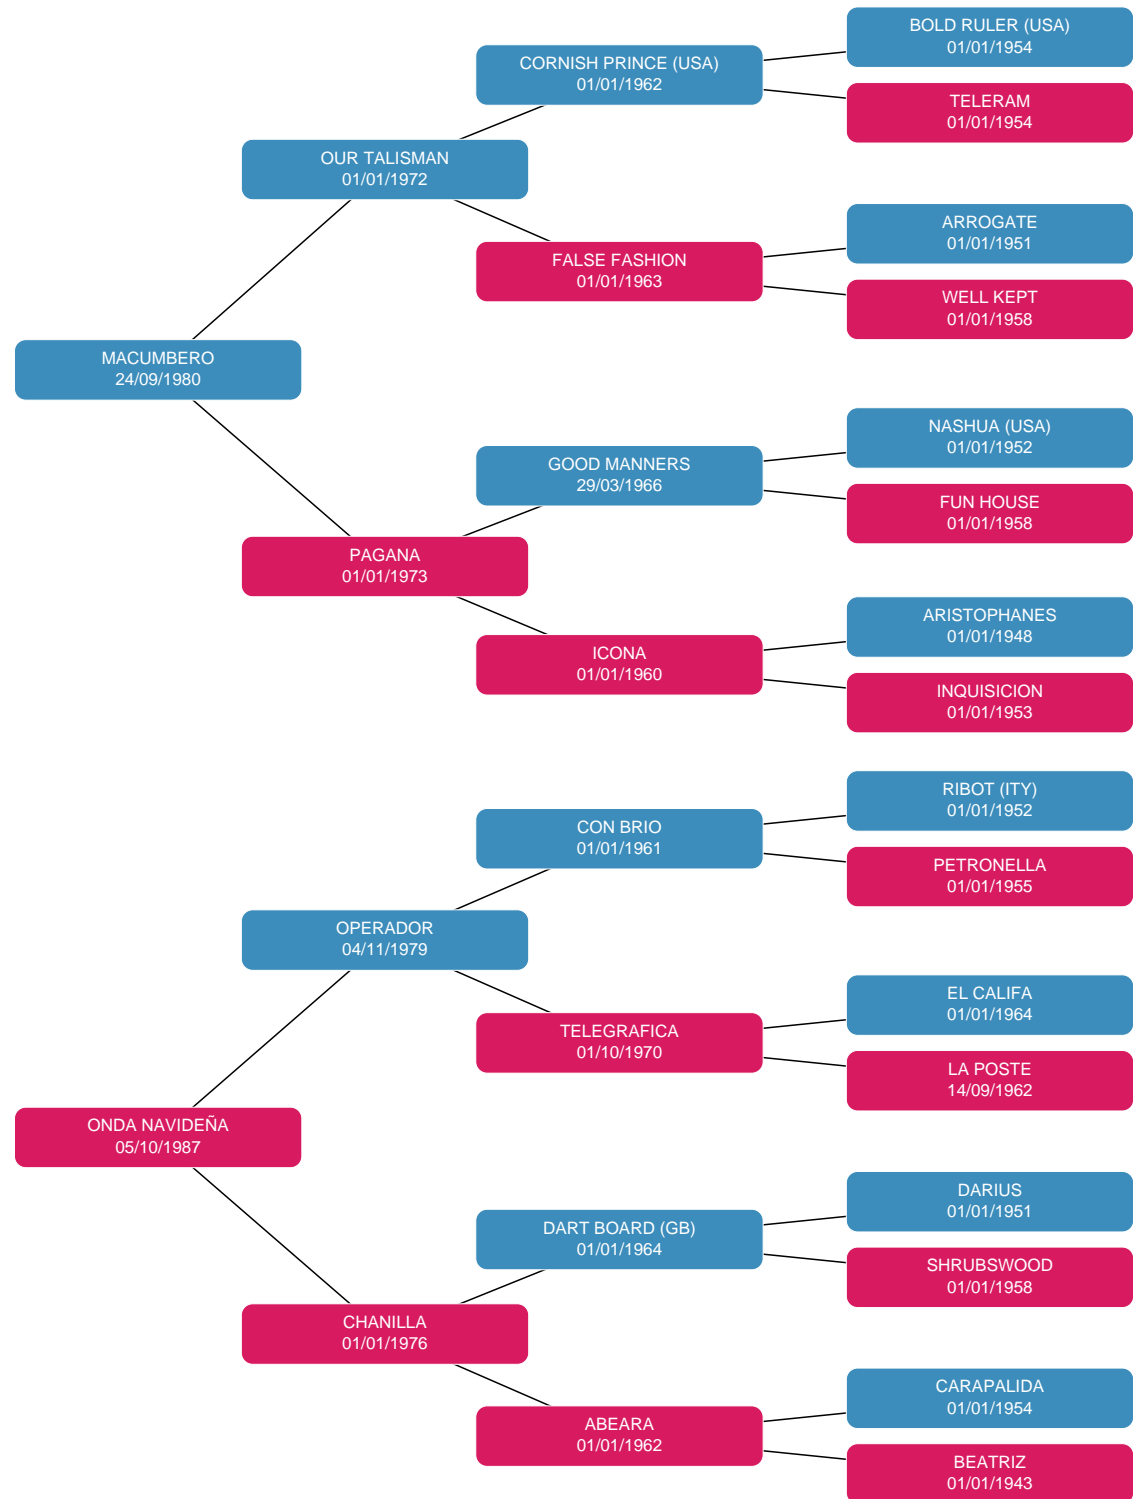 BOLD RULER (USA)
01/01/1954
CORNISH PRINCE (USA)
01/01/1962
TELERAM
01/01/1954
OUR TALISMAN
01/01/1972
ARROGATE
01/01/1951
FALSE FASHION
01/01/1963
WELL KEPT
01/01/1958
MACUMBERO
24/09/1980
NASHUA (USA)
01/01/1952
GOOD MANNERS
29/03/1966
FUN HOUSE
01/01/1958
PAGANA
01/01/1973
ARISTOPHANES
01/01/1948
ICONA
01/01/1960
INQUISICION
01/01/1953
RIBOT (ITY)
01/01/1952
CON BRIO
01/01/1961
PETRONELLA
01/01/1955
OPERADOR
04/11/1979
EL CALIFA
01/01/1964
TELEGRAFICA
01/10/1970
LA POSTE
14/09/1962
ONDA NAVIDEÑA
05/10/1987
DARIUS
01/01/1951
DART BOARD (GB)
01/01/1964
SHRUBSWOOD
01/01/1958
CHANILLA
01/01/1976
CARAPALIDA
01/01/1954
ABEARA
01/01/1962
BEATRIZ
01/01/1943